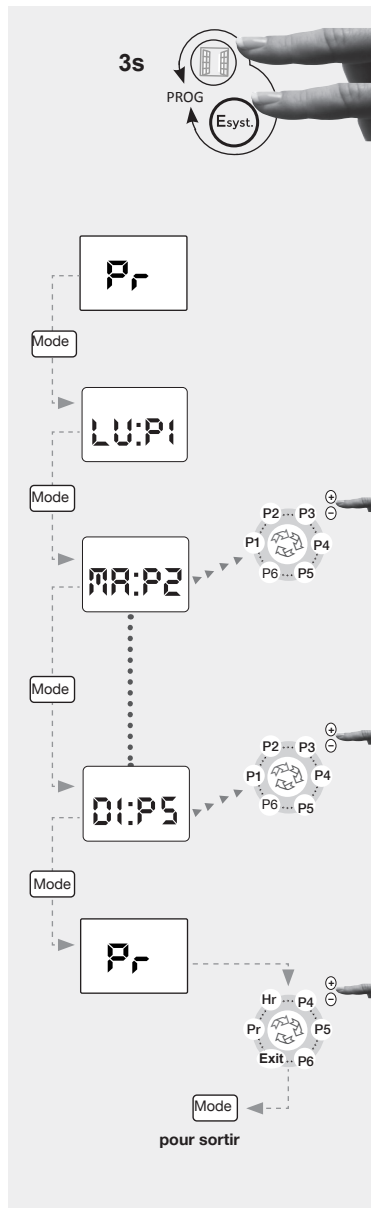 3s
PROG
Esyst.
Pr
Mode
LU:P1
Mode
P2 P3 + −
P1 P4
P6 P5
MA:P2
Mode
P2 P3 + −
P1 P4
P6 P5
DI:P5
Mode
Pr
Hr P4 + −
Pr P5
Exit P6
Mode
pour sortir